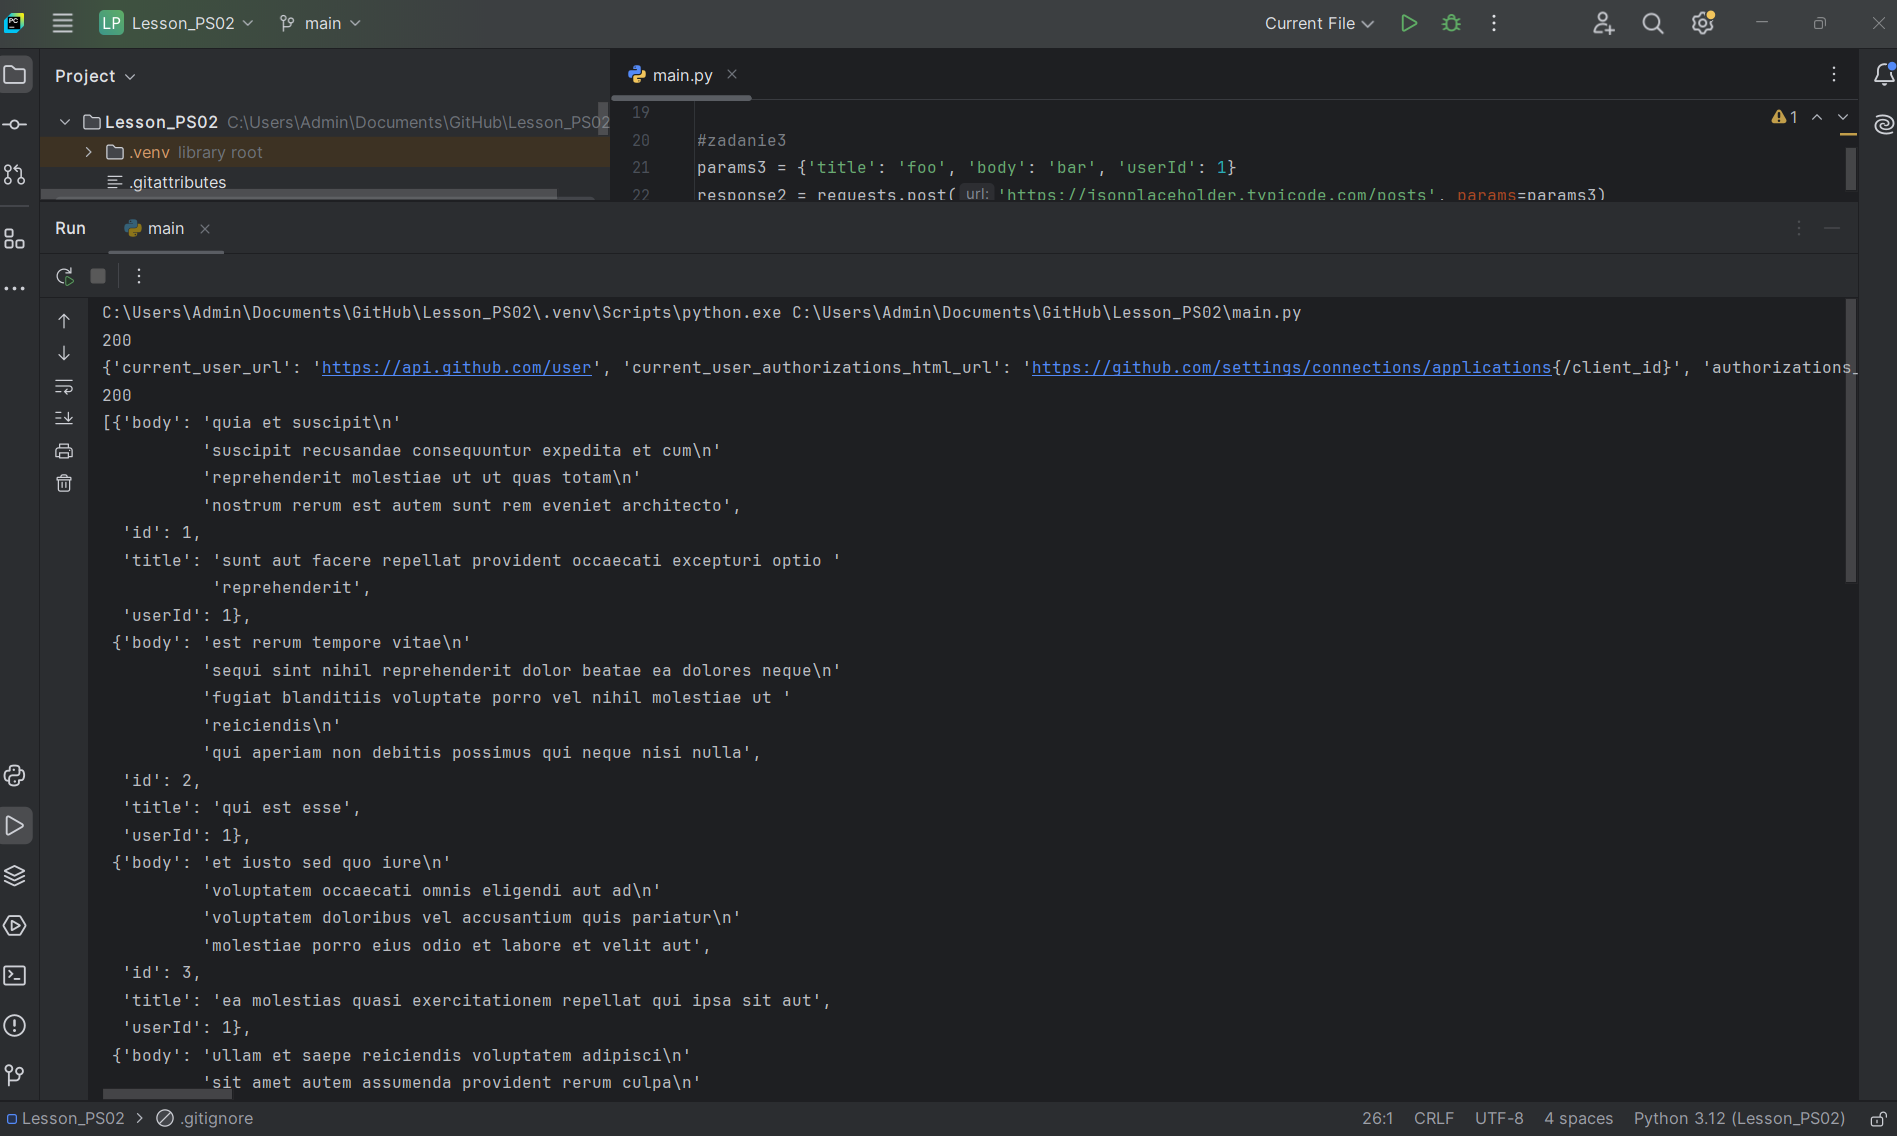 LP Lesson_PS02 main Current File
Project
main.py
Lesson_PS02 C:\Users\Admin\Documents\GitHub\Lesson_PS02
.venv library root
.gitattributes
19
20 #zadanie3
21 params3 = {'title': 'foo', 'body': 'bar', 'userId': 1}
22 response2 = requests.post( url: 'https://jsonplaceholder.typicode.com/posts', params=params3)
1
Run main
C:\Users\Admin\Documents\GitHub\Lesson_PS02\.venv\Scripts\python.exe C:\Users\Admin\Documents\GitHub\Lesson_PS02\main.py
200
{'current_user_url': 'https://api.github.com/user', 'current_user_authorizations_html_url': 'https://github.com/settings/connections/applications{/client_id}', 'authorizations_
200
[{'body': 'quia et suscipit\n'
'suscipit recusandae consequuntur expedita et cum\n'
'reprehenderit molestiae ut ut quas totam\n'
'nostrum rerum est autem sunt rem eveniet architecto',
'id': 1,
'title': 'sunt aut facere repellat provident occaecati excepturi optio '
'reprehenderit',
'userId': 1},
{'body': 'est rerum tempore vitae\n'
'sequi sint nihil reprehenderit dolor beatae ea dolores neque\n'
'fugiat blanditiis voluptate porro vel nihil molestiae ut '
'reiciendis\n'
'qui aperiam non debitis possimus qui neque nisi nulla',
'id': 2,
'title': 'qui est esse',
'userId': 1},
{'body': 'et iusto sed quo iure\n'
'voluptatem occaecati omnis eligendi aut ad\n'
'voluptatem doloribus vel accusantium quis pariatur\n'
'molestiae porro eius odio et labore et velit aut',
'id': 3,
'title': 'ea molestias quasi exercitationem repellat qui ipsa sit aut',
'userId': 1},
{'body': 'ullam et saepe reiciendis voluptatem adipisci\n'
'sit amet autem assumenda provident rerum culpa\n'
Lesson_PS02 > .gitignore 26:1 CRLF UTF-8 4 spaces Python 3.12 (Lesson_PS02)